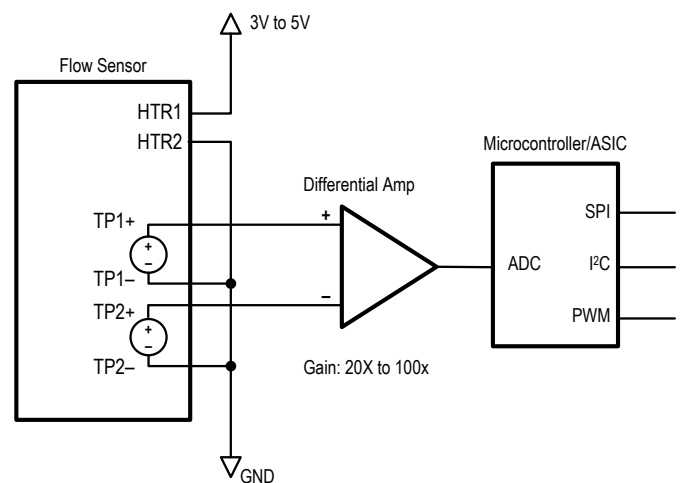 3V to 5V
Flow Sensor
HTR1
HTR2
Microcontroller/ASIC
Differential Amp
SPI
TP1+
+
+
–
ADC
I²C
TP1–
TP2+
–
+
–
PWM
TP2–
Gain: 20X to 100x
GND